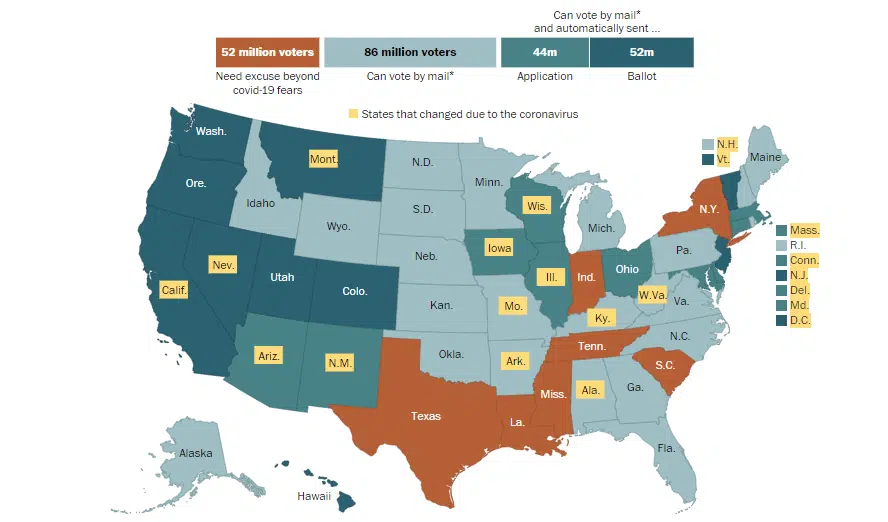 Can vote by mail*
and automatically sent ...
52 million voters
86 million voters
44m
52m
Need excuse beyond
covid-19 fears
Can vote by mail*
Application
Ballot
States that changed due to the coronavirus
Wash.
Mont.
N.D.
Minn.
N.H.
Vt.
Maine
Ore.
Idaho
S.D.
Wis.
Mich.
N.Y.
Wyo.
Mass.
R.I.
Conn.
N.J.
Del.
Md.
D.C.
Nev.
Utah
Neb.
Iowa
Ill.
Ind.
Ohio
Pa.
Calif.
Colo.
Kan.
Mo.
Ky.
W.Va.
Va.
Ariz.
N.M.
Okla.
Ark.
Tenn.
N.C.
S.C.
Texas
La.
Miss.
Ala.
Ga.
Fla.
Alaska
Hawaii